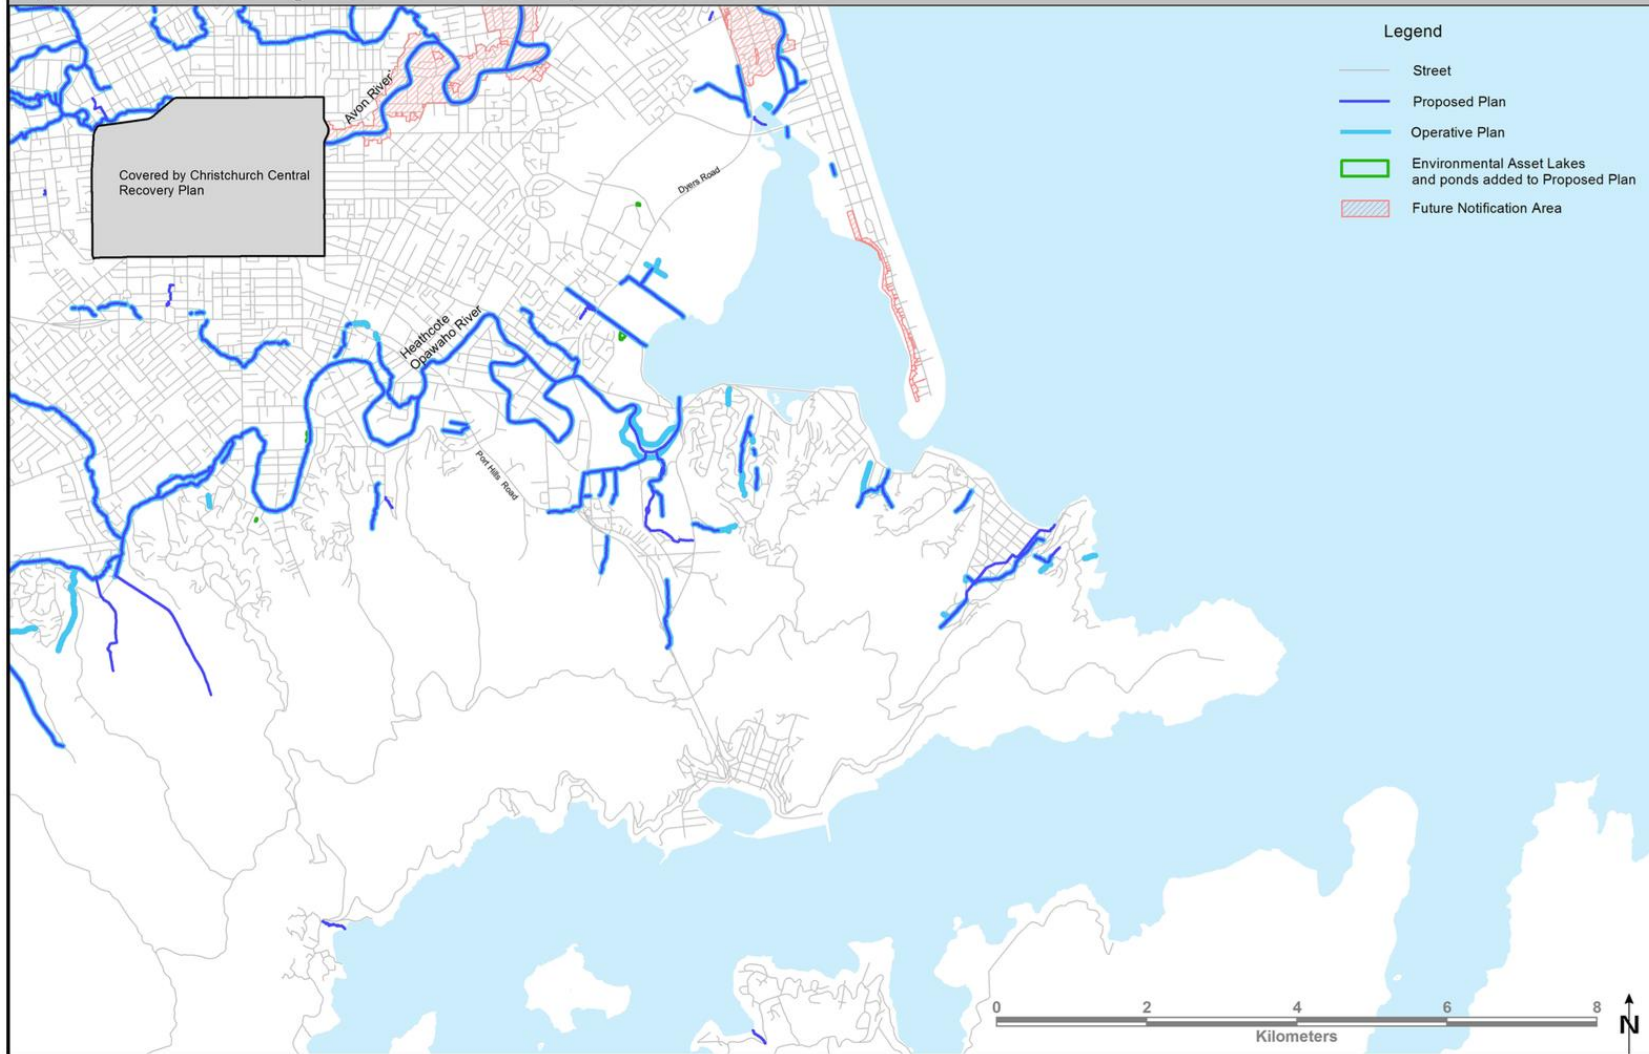 Legend
Street
Proposed Plan
Operative Plan
Environmental Asset Lakes
and ponds added to Proposed Plan
Future Notification Area
Avon River
Covered by Christchurch Central
Recovery Plan
Dyers Road
Heathcote
Opawaho River
Port Hills Road
0 2 4 6 8
Kilometers
N